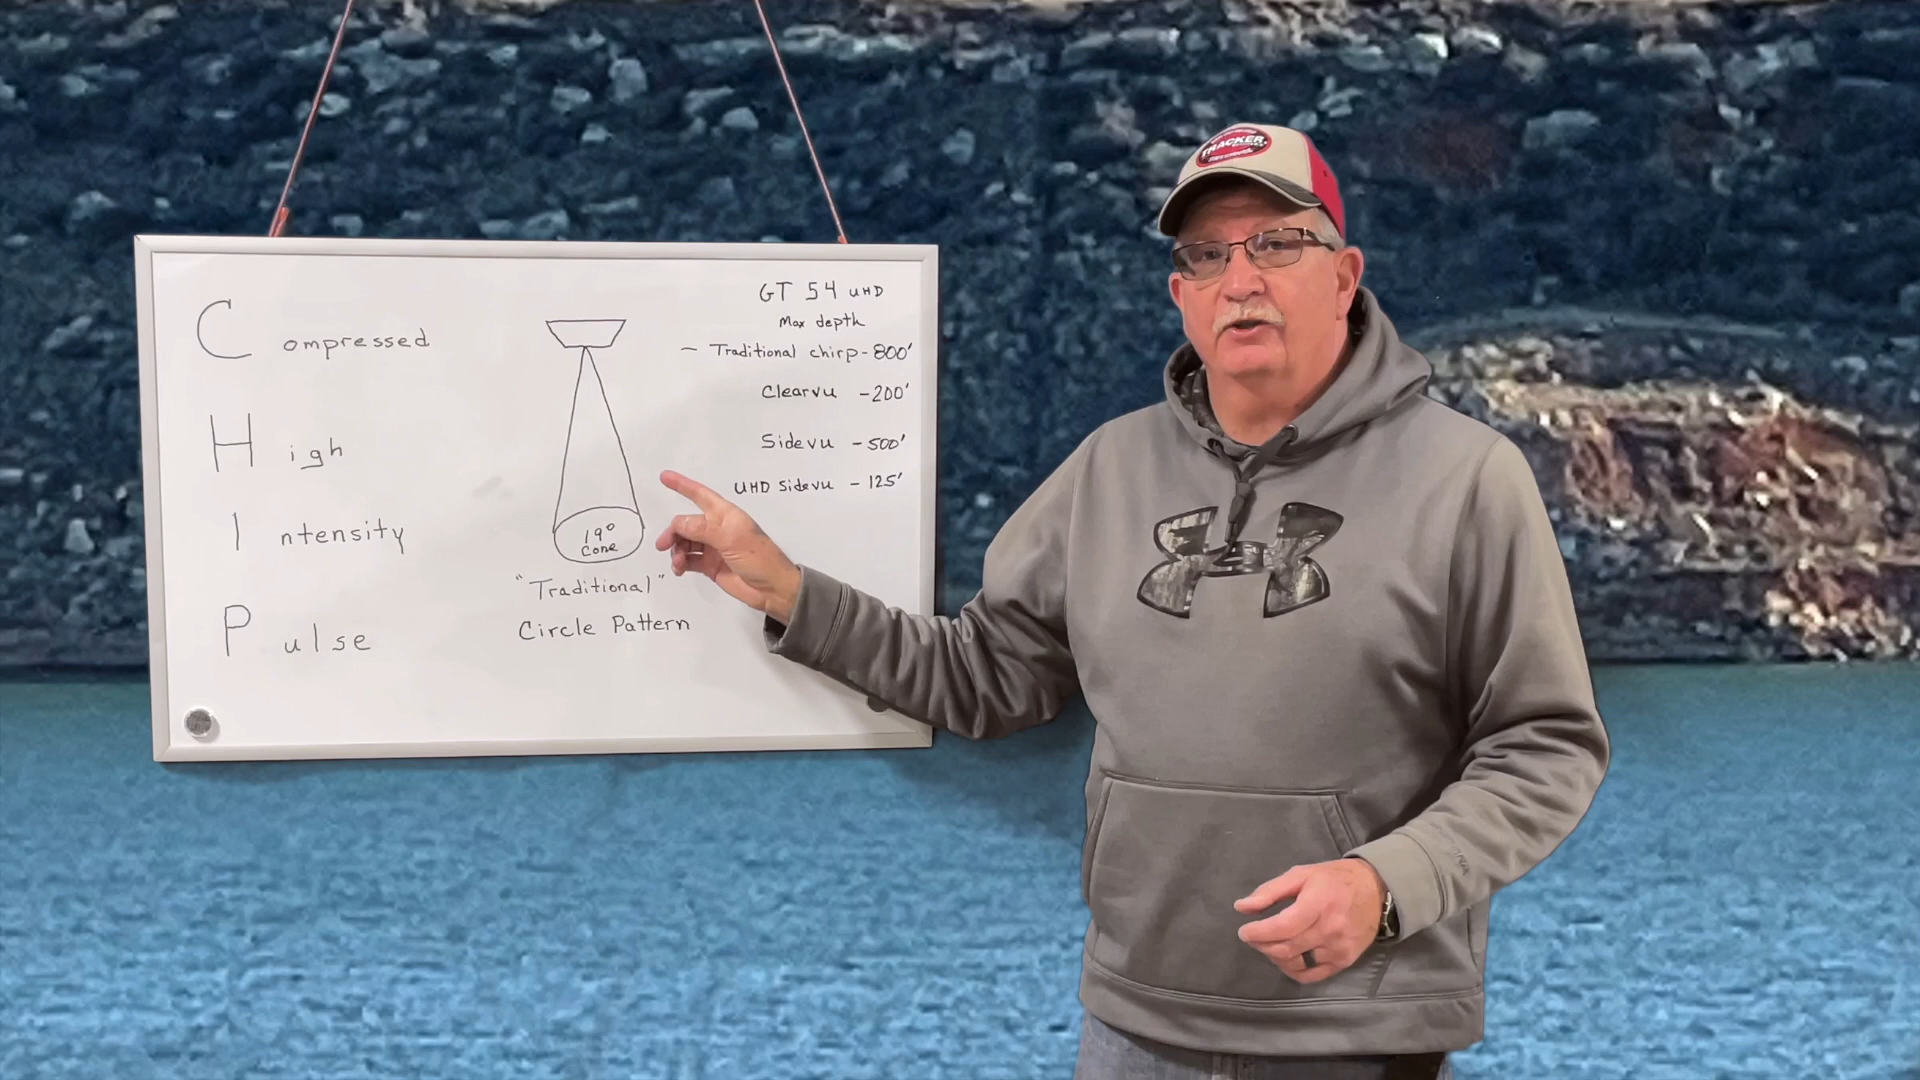 Compressed
High
Intensity
Pulse
19°
Cone
"Traditional"
Circle Pattern
GT 54 UHD
Max depth
- Traditional chirp - 800'
Clearvu - 200'
Sidevu - 500'
UHD Sidevu - 125'
TRACKER